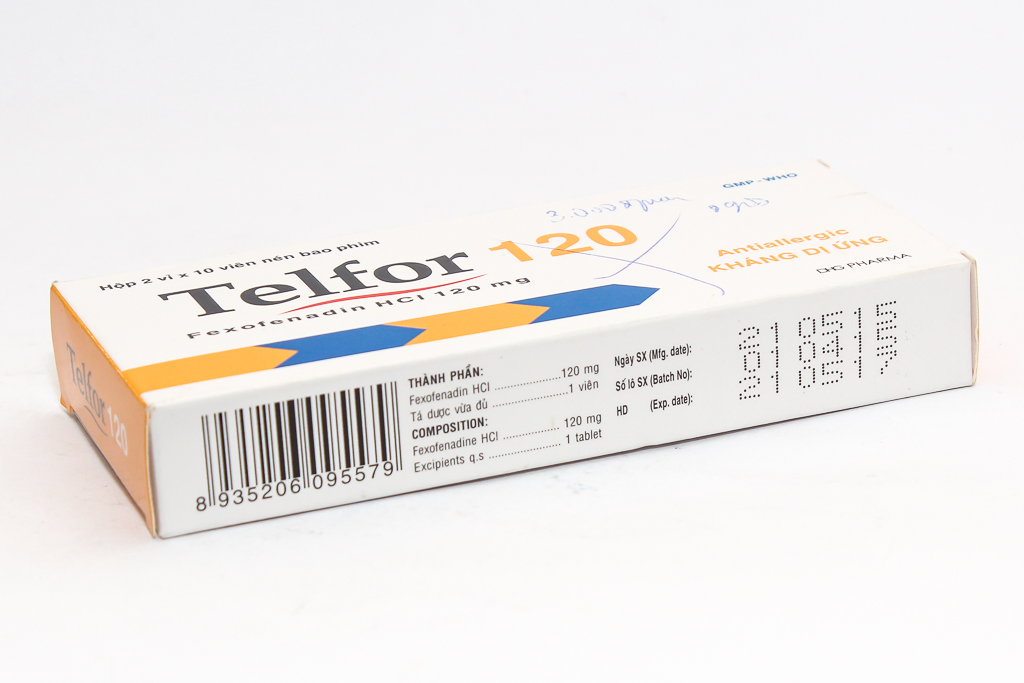 GMP - WHO
Hộp 2 vỉ x 10 viên nén bao phim
Telfor 120
Fexofenadin HCl 120 mg
Antiallergic
KHÁNG DỊ ỨNG
DHG PHARMA
Telfor 120
8 935206 095579
THÀNH PHẦN:
Fexofenadin HCl ....................120 mg
Tá dược vừa đủ ........................1 viên
COMPOSITION:
Fexofenadine HCl ................. 120 mg
Excipients q.s ...................... 1 tablet
Ngày SX (Mfg. date): 210515
Số lô SX (Batch No): 010415
HD (Exp. date): 210517